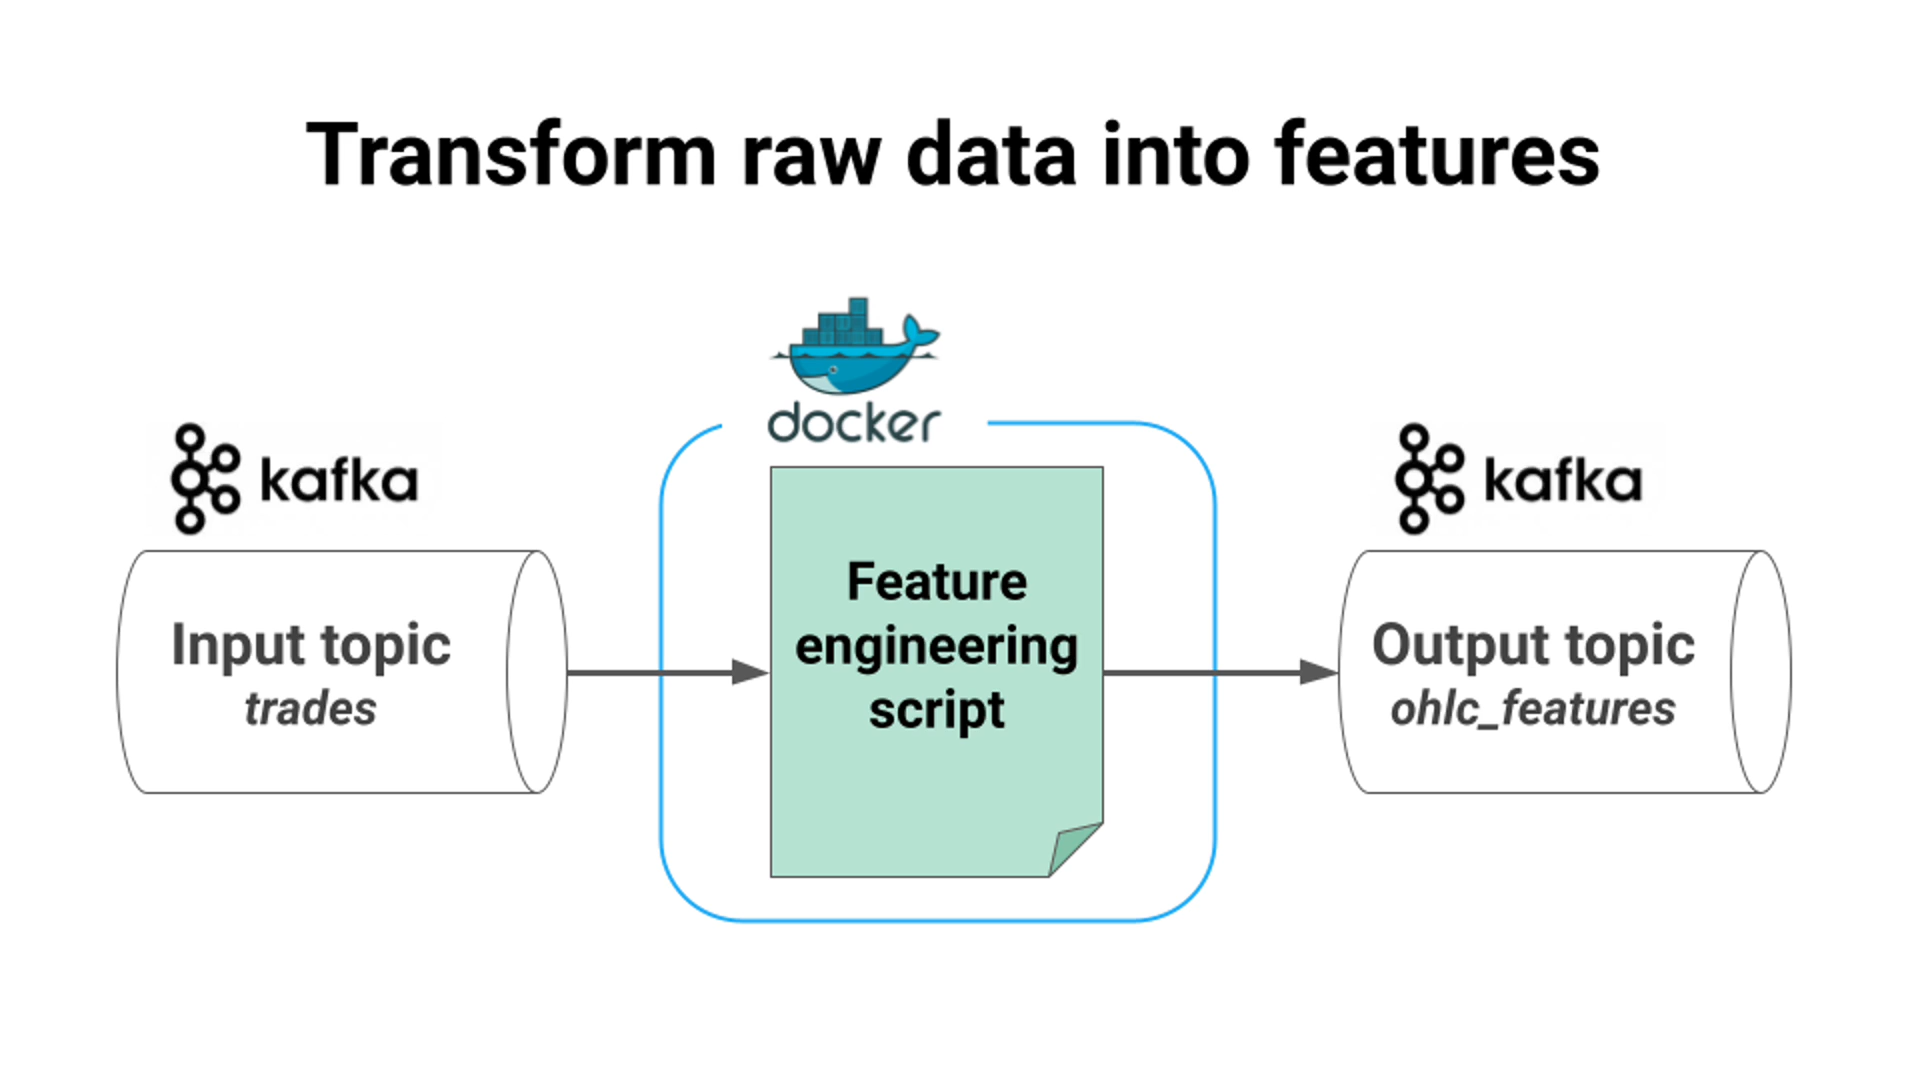 Transform raw data into features
docker
kafka
Input topic
trades
Feature
engineering
script
kafka
Output topic
ohlc_features